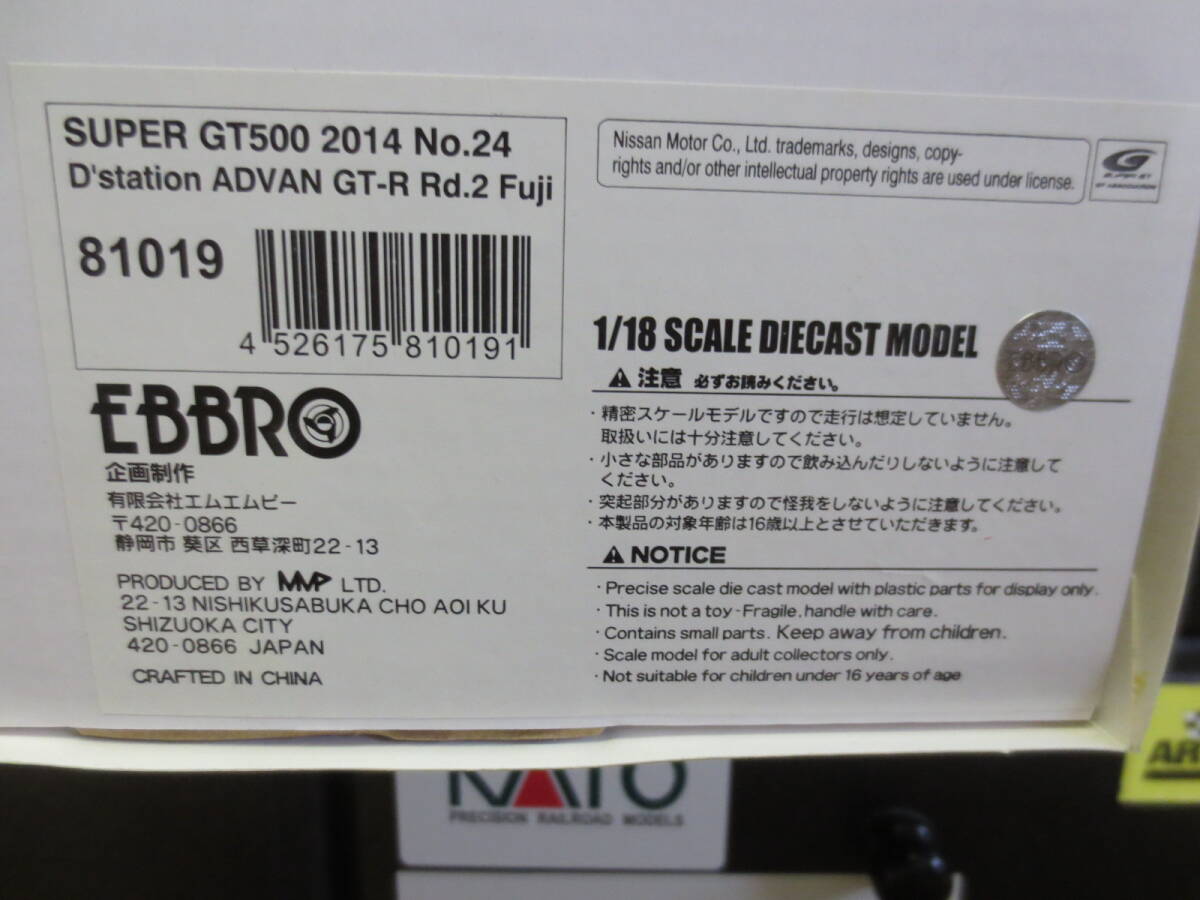 SUPER GT500 2014 No.24
D'station ADVAN GT-R Rd.2 Fuji
81019
4 526175 810191
EBBRO
企画制作
有限会社エムエムピー
〒420-0866
静岡市 葵区 西草深町22-13
PRODUCED BY MMP LTD.
22-13 NISHIKUSABUKA CHO AOI KU
SHIZUOKA CITY
420-0866 JAPAN
CRAFTED IN CHINA
Nissan Motor Co., Ltd. trademarks, designs, copy-
rights and/or other intellectual property rights are used under license.
SUPER GT
1/18 SCALE DIECAST MODEL
EBBRO
注意 必ずお読みください。
・精密スケールモデルですので走行は想定していません。
取扱いには十分注意してください。
・小さな部品がありますので飲み込んだりしないように注意して
ください。
・突起部分がありますので怪我をしないように注意してください。
・本製品の対象年齢は16歳以上とさせていただきます。
NOTICE
・Precise scale die cast model with plastic parts for display only.
・This is not a toy - Fragile, handle with care.
・Contains small parts. Keep away from children.
・Scale model for adult collectors only.
・Not suitable for children under 16 years of age
KATO
PRECISION RAILROAD MODELS